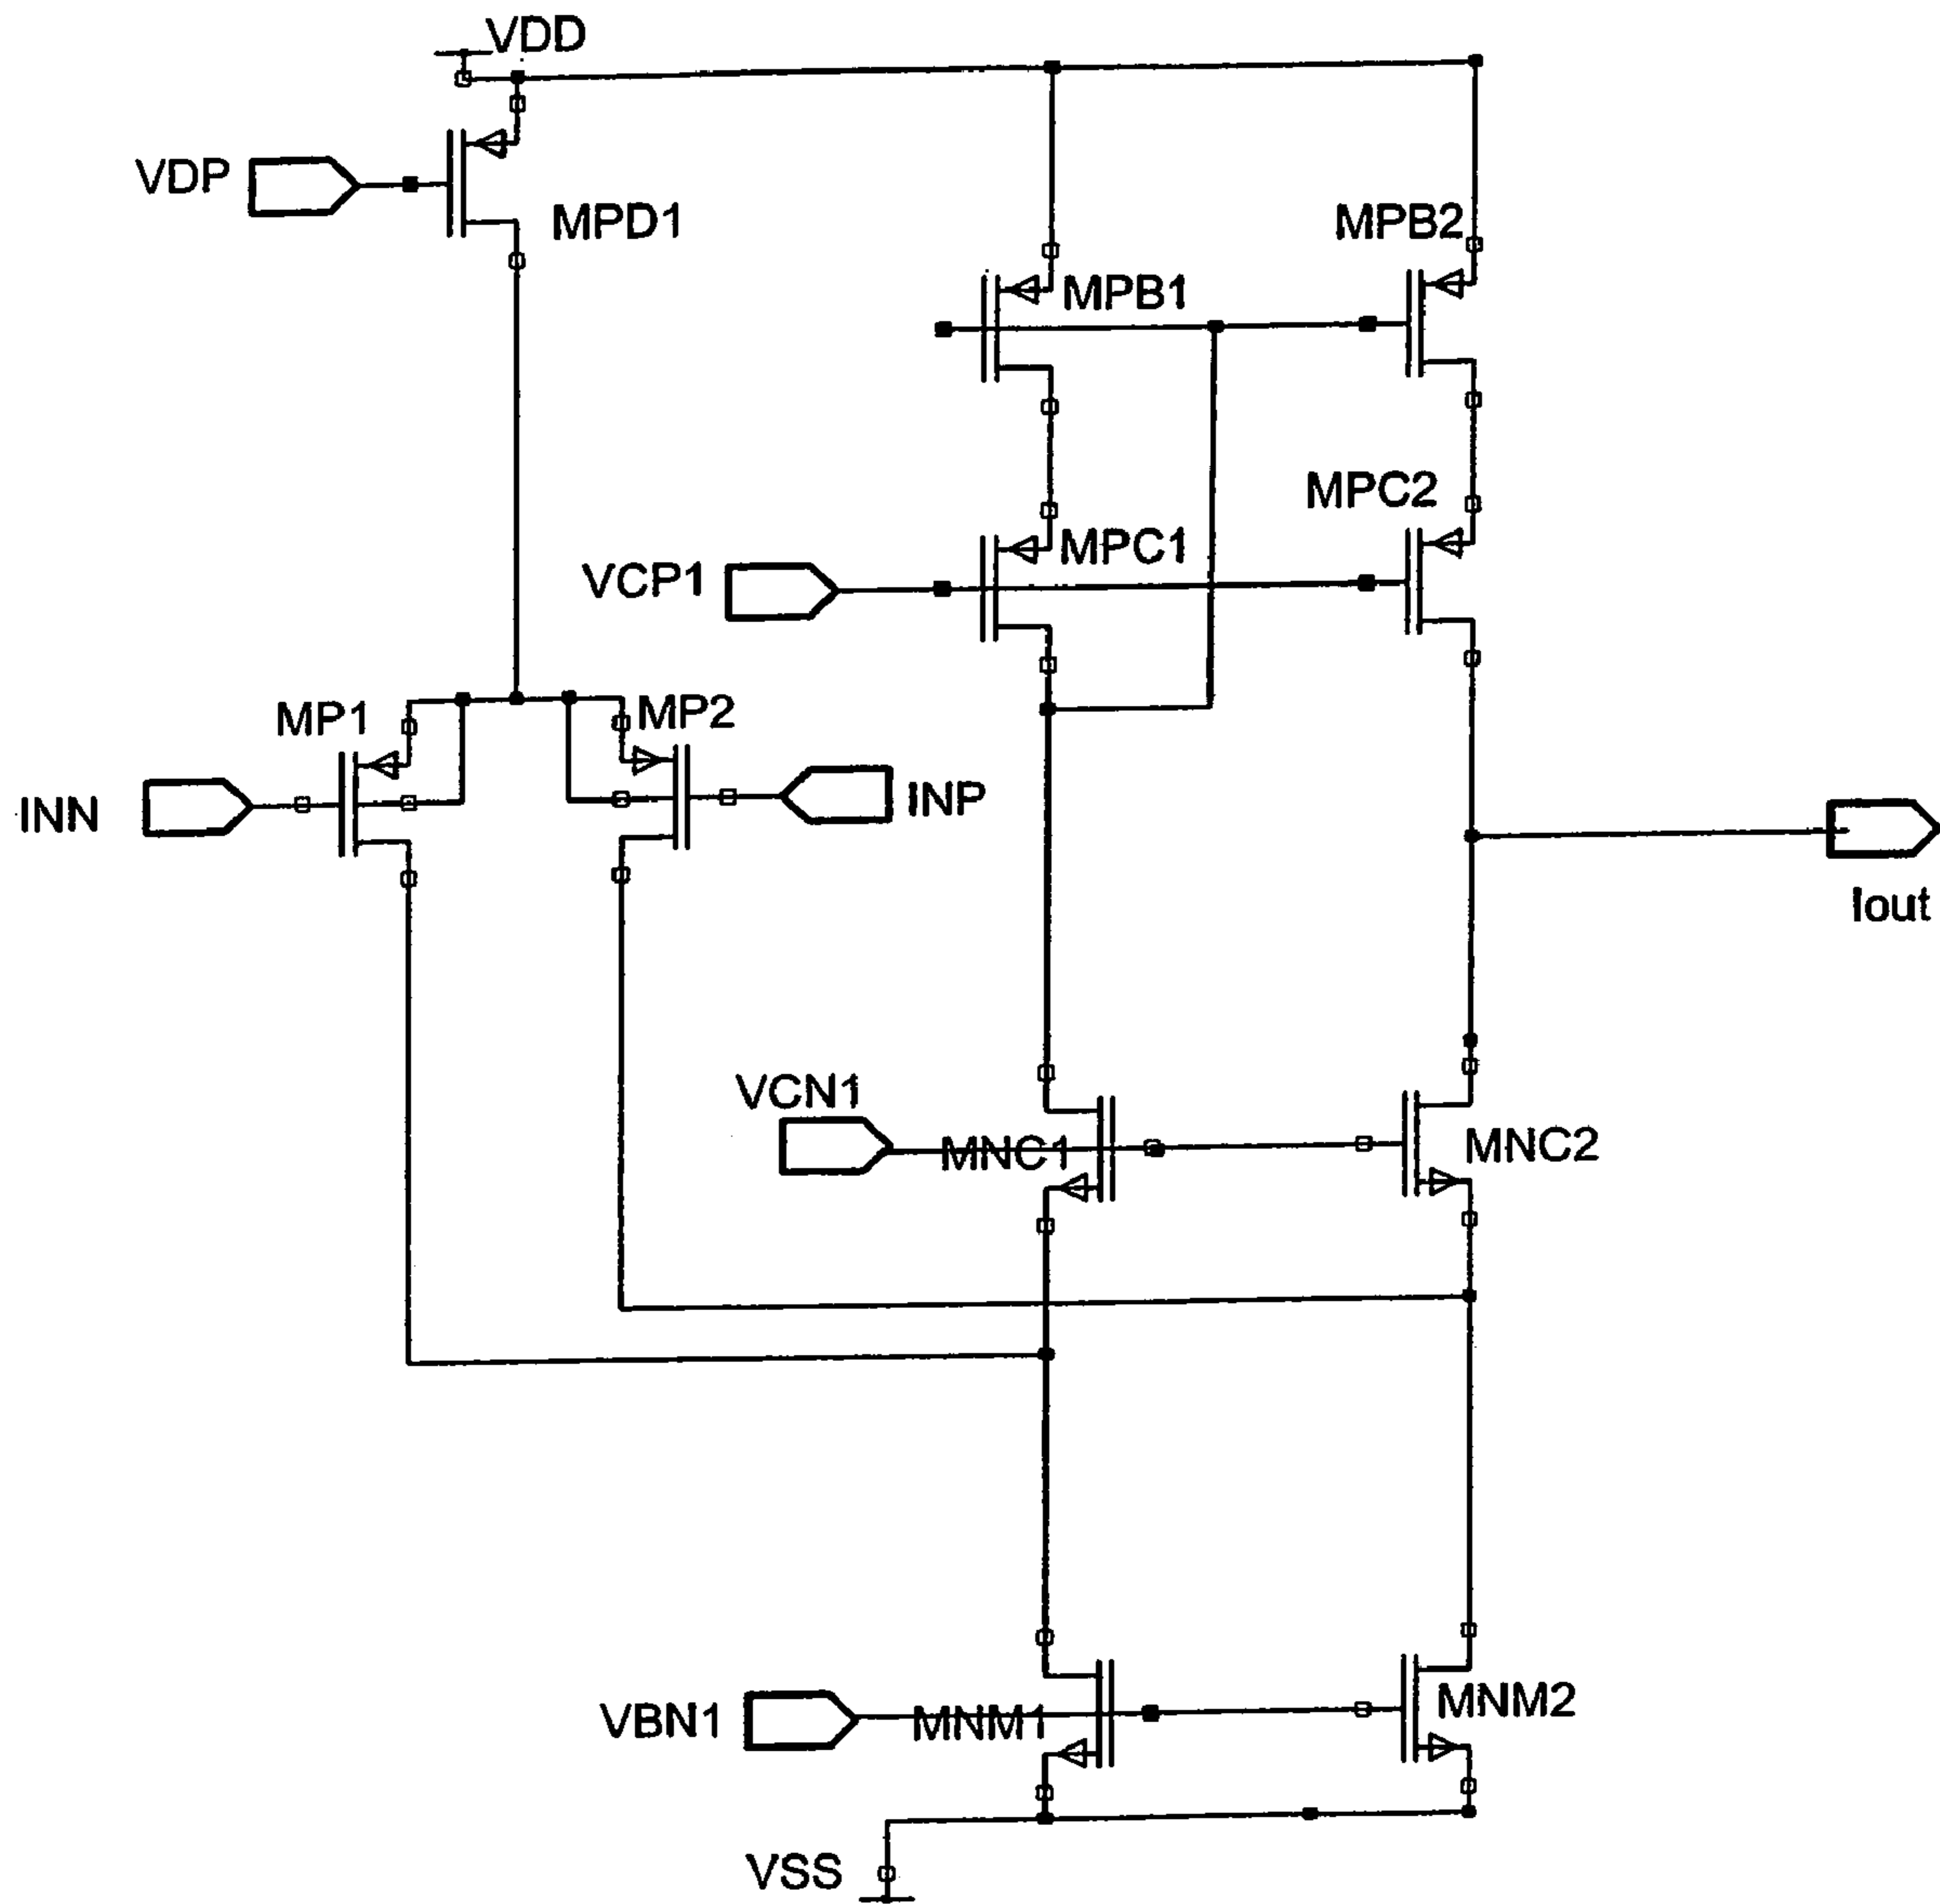 VDD
VDP
MPD1
MPB2
MPB1
MPC2
MPC1
VCP1
MP1
MP2
INN
INP
Iout
VCN1
MNC1
MNC2
VBN1
MNM1
MNM2
VSS